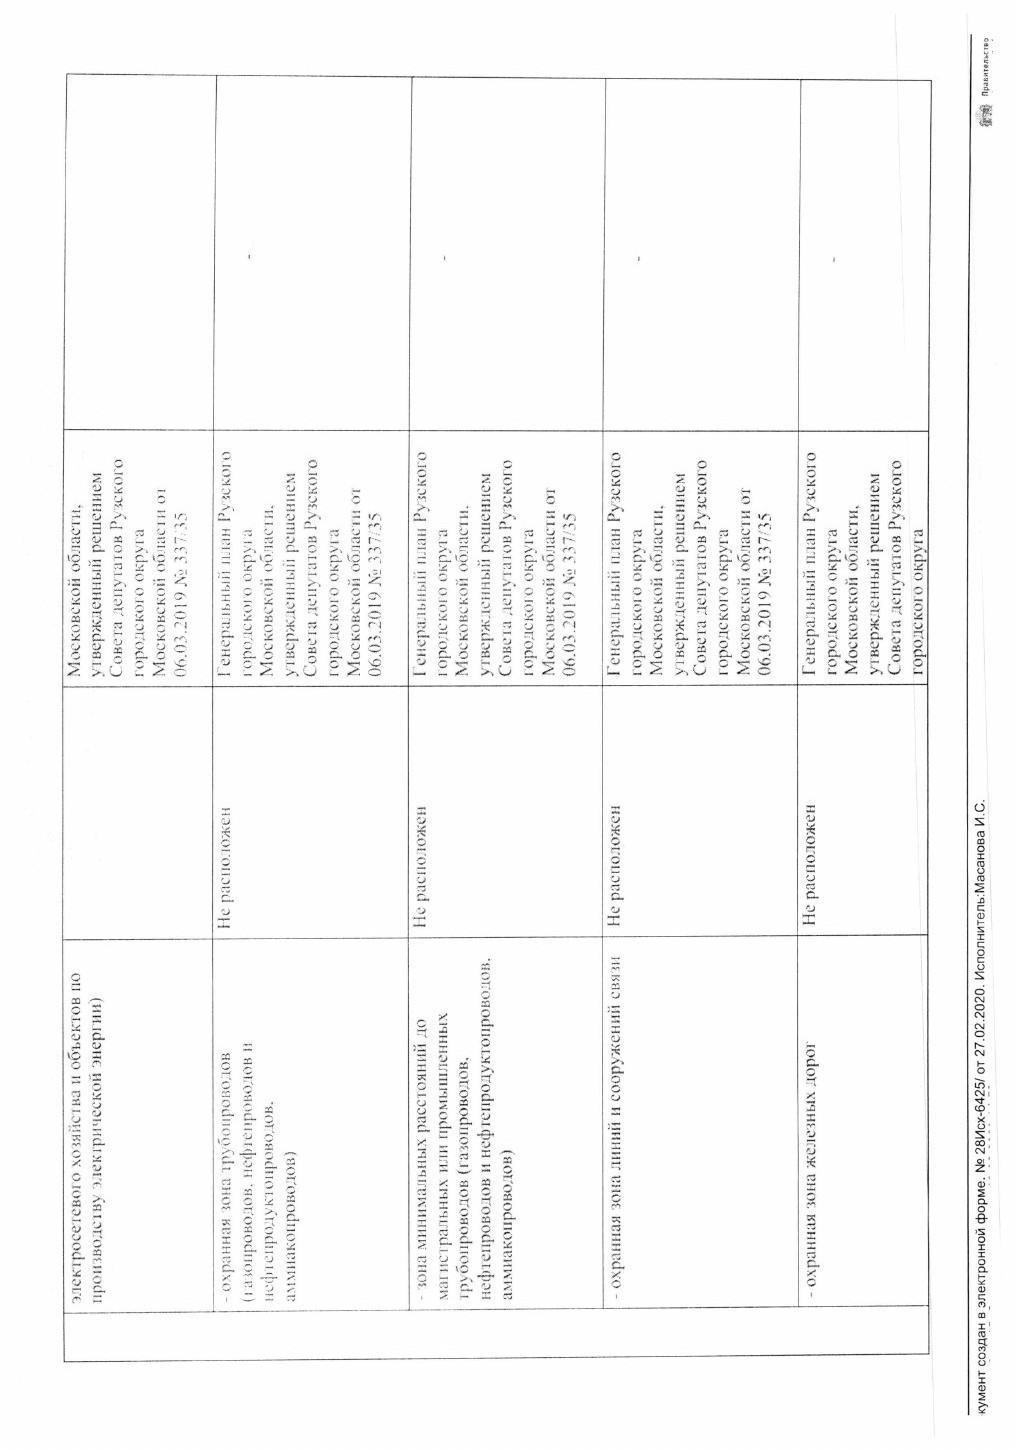 электросетевого хозяйства и объектов по
производству электрической энергии)
Московской области,
утвержденный решением
Совета депутатов Рузского
городского округа
Московской области от
06.03.2019 № 337/35
- охранная зона трубопроводов
(газопроводов, нефтепроводов и
нефтепродуктопроводов,
аммиакопроводов)
Не расположен
Генеральный план Рузского
городского округа
Московской области,
утвержденный решением
Совета депутатов Рузского
городского округа
Московской области от
06.03.2019 № 337/35
-
- зона минимальных расстояний до
магистральных или промышленных
трубопроводов (газопроводов,
нефтепроводов и нефтепродуктопроводов,
аммиакопроводов)
Не расположен
Генеральный план Рузского
городского округа
Московской области,
утвержденный решением
Совета депутатов Рузского
городского округа
Московской области от
06.03.2019 № 337/35
-
- охранная зона линий и сооружений связи
Не расположен
Генеральный план Рузского
городского округа
Московской области,
утвержденный решением
Совета депутатов Рузского
городского округа
Московской области от
06.03.2019 № 337/35
-
- охранная зона железных дорог
Не расположен
Генеральный план Рузского
городского округа
Московской области,
утвержденный решением
Совета депутатов Рузского
городского округа
-
кумент создан в электронной форме. № 28Исх-6425/ от 27.02.2020. Исполнитель:Масанова И.С.
Правительство